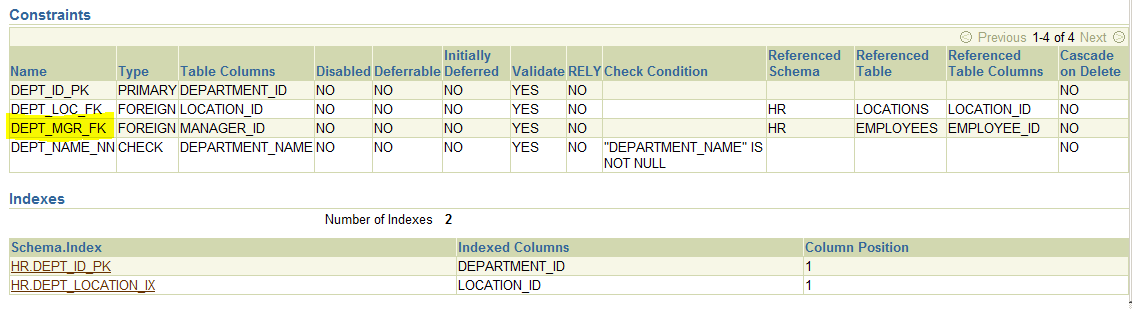 Constraints
Previous 1-4 of 4 Next
Name Type Table Columns Disabled Deferrable Initially Deferred Validate RELY Check Condition Referenced Schema Referenced Table Referenced Table Columns Cascade on Delete
DEPT_ID_PK PRIMARY DEPARTMENT_ID NO NO NO YES NO NO
DEPT_LOC_FK FOREIGN LOCATION_ID NO NO NO YES NO HR LOCATIONS LOCATION_ID NO
DEPT_MGR_FK FOREIGN MANAGER_ID NO NO NO YES NO HR EMPLOYEES EMPLOYEE_ID NO
DEPT_NAME_NN CHECK DEPARTMENT_NAME NO NO NO YES NO "DEPARTMENT_NAME" IS NO
NOT NULL
Indexes
Number of Indexes 2
Schema.Index Indexed Columns Column Position
HR.DEPT_ID_PK DEPARTMENT_ID 1
HR.DEPT_LOCATION_IX LOCATION_ID 1